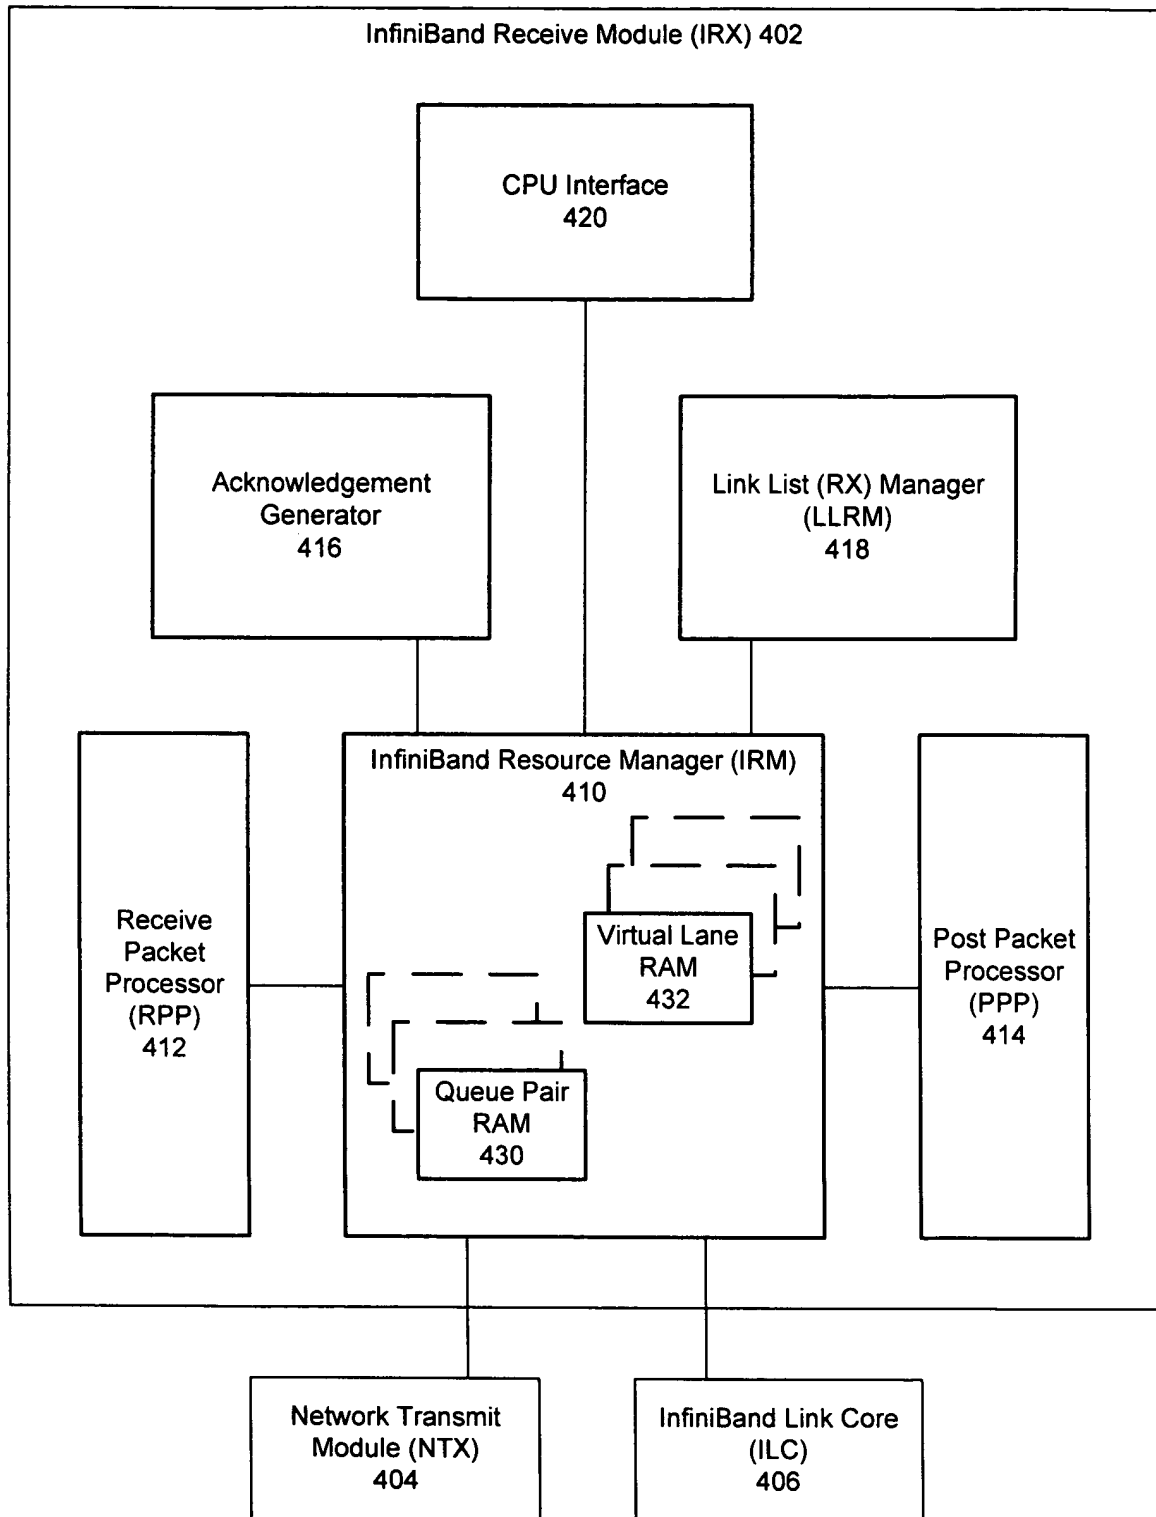 InfiniBand Receive Module (IRX) 402
CPU Interface
420
Acknowledgement
Generator
416
Link List (RX) Manager
(LLRM)
418
InfiniBand Resource Manager (IRM)
410
Receive
Packet
Processor
(RPP)
412
Virtual Lane
RAM
432
Queue Pair
RAM
430
Post Packet
Processor
(PPP)
414
Network Transmit
Module (NTX)
404
InfiniBand Link Core
(ILC)
406